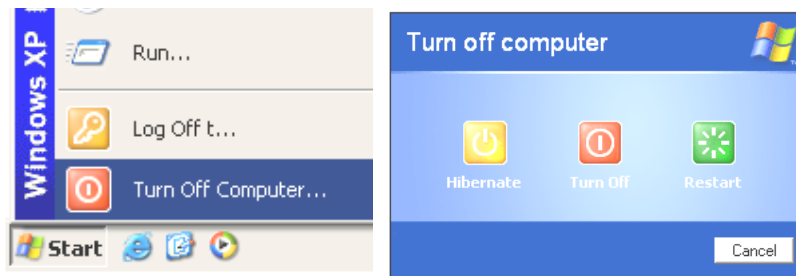 Windows XP
Run...
Log Off t...
Turn Off Computer...
Start
Turn off computer
Hibernate
Turn Off
Restart
Cancel